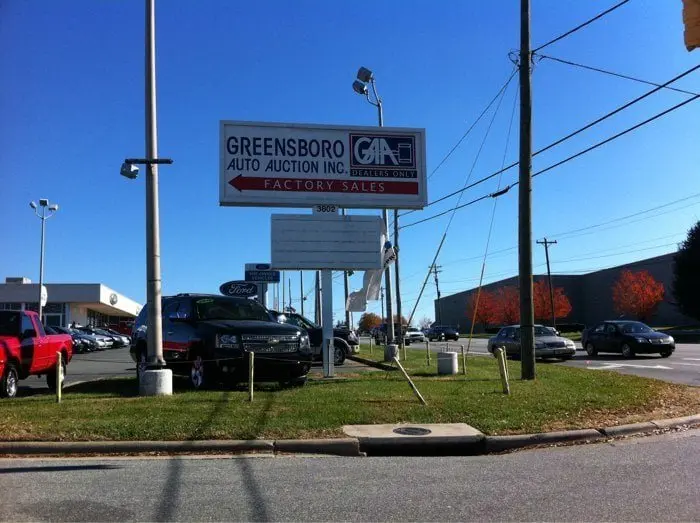 GREENSBORO
AUTO AUCTION INC.
GAA
DEALERS ONLY
FACTORY SALES
3802
Ford